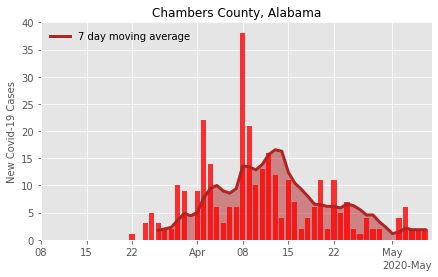 Chambers County, Alabama
7 day moving average
New Covid-19 Cases
40
35
30
25
20
15
10
5
0
08
15
22
Apr
08
15
22
May
2020-May